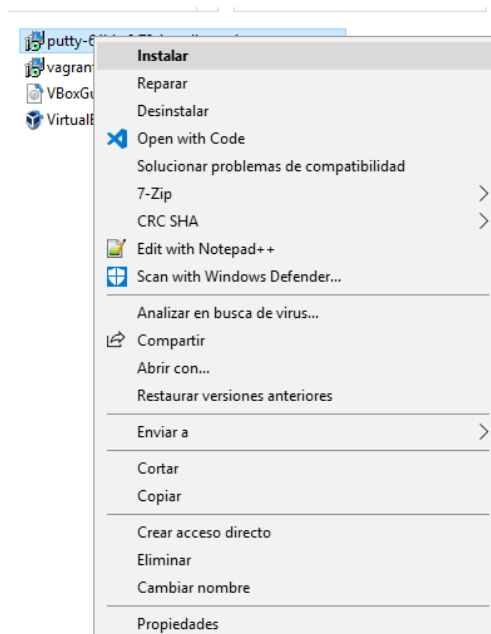 putty-6
Instalar
vagran
Reparar
VBoxGu
Desinstalar
VirtualB
Open with Code
Solucionar problemas de compatibilidad
7-Zip
CRC SHA
Edit with Notepad++
Scan with Windows Defender...
Analizar en busca de virus...
Compartir
Abrir con...
Restaurar versiones anteriores
Enviar a
Cortar
Copiar
Crear acceso directo
Eliminar
Cambiar nombre
Propiedades